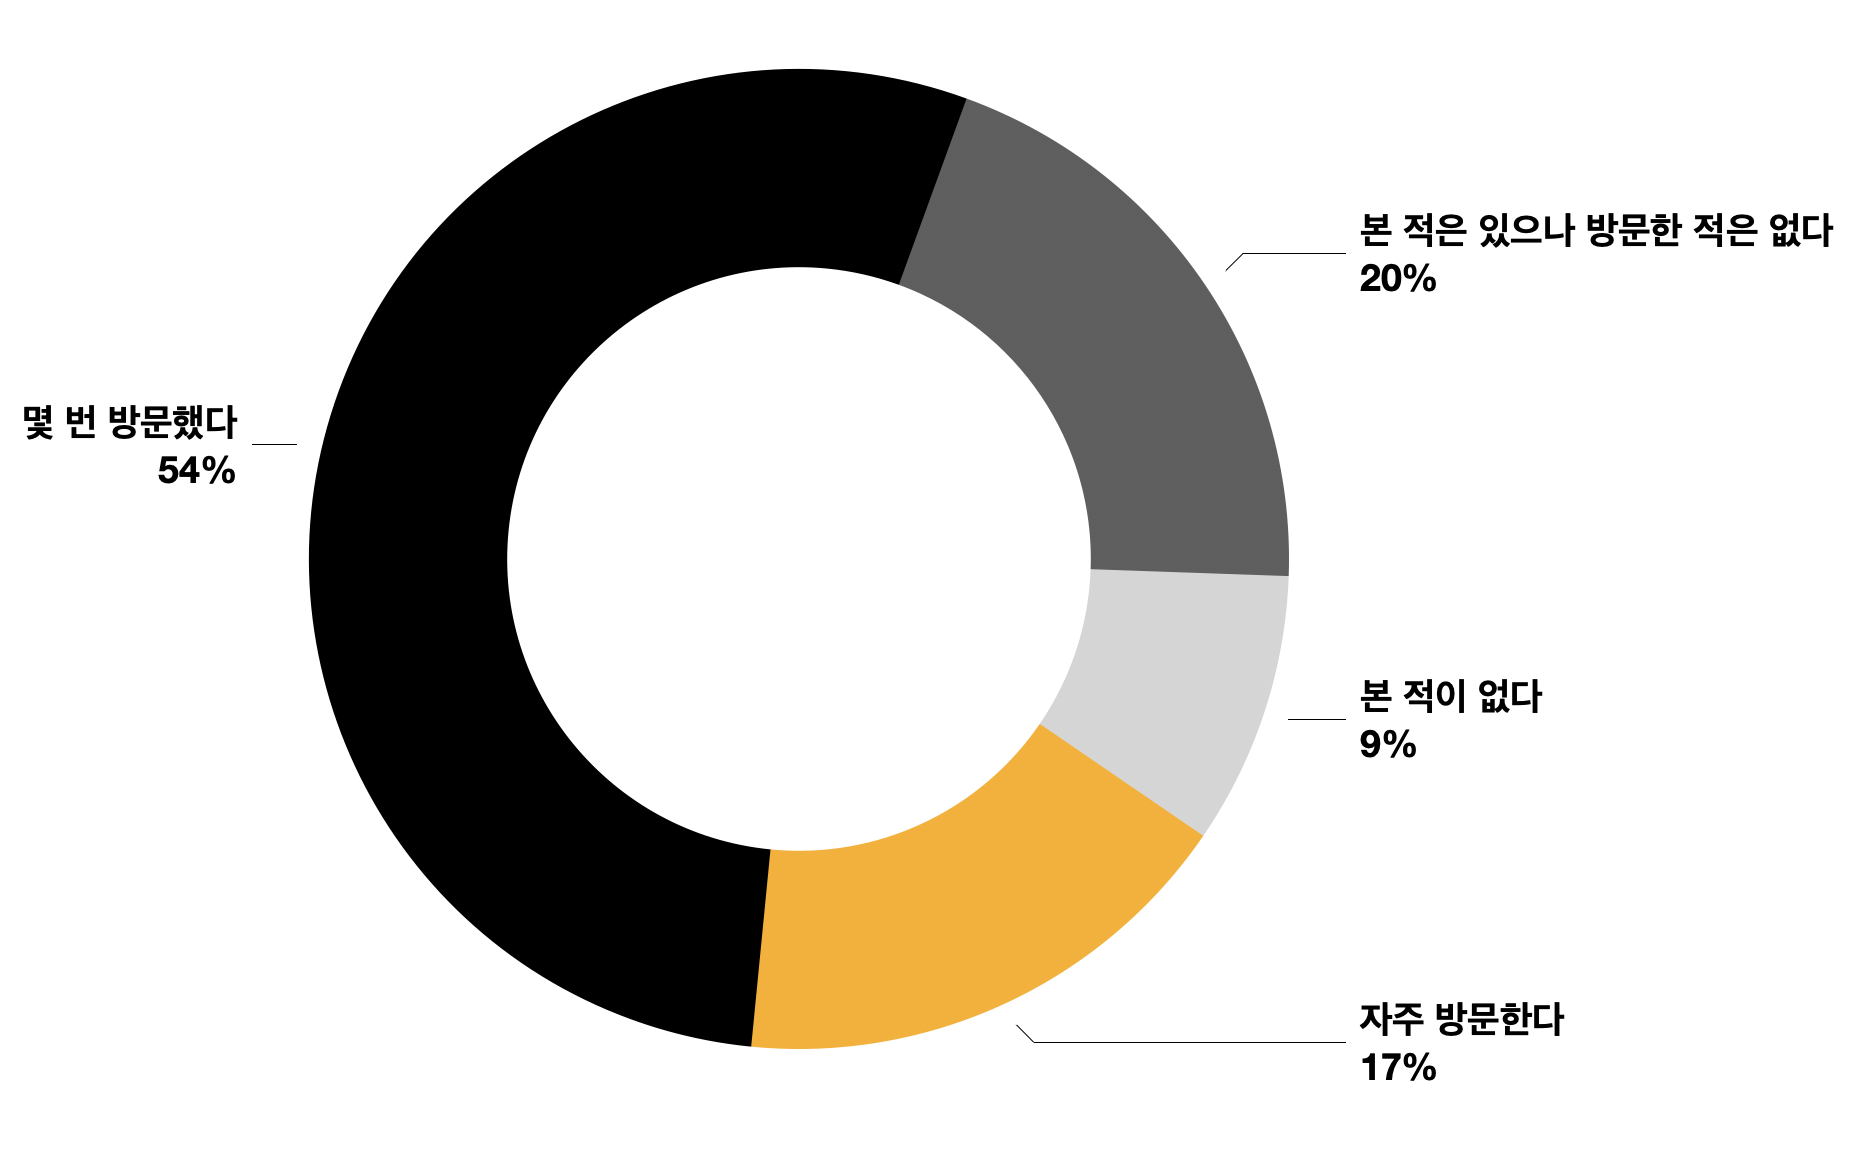 본 적은 있으나 방문한 적은 없다
20%
몇 번 방문했다
54%
본 적이 없다
9%
자주 방문한다
17%